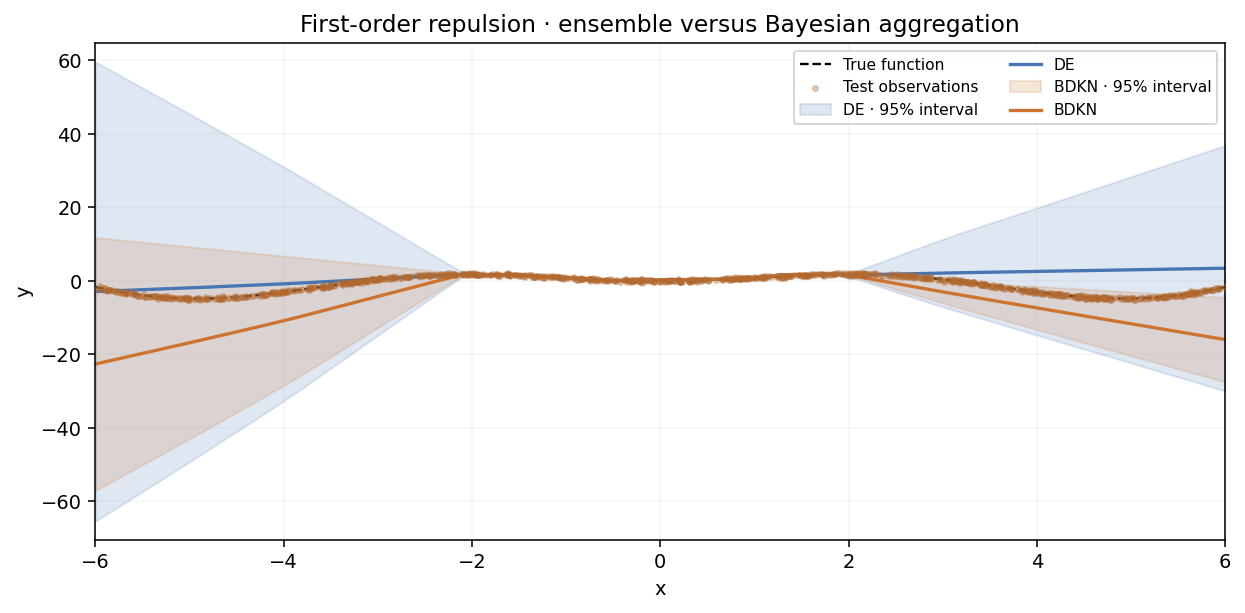 First-order repulsion · ensemble versus Bayesian aggregation
True function
Test observations
DE · 95% interval
DE
BDKN · 95% interval
BDKN
60
40
20
0
−20
−40
−60
y
−6
−4
−2
0
2
4
6
x